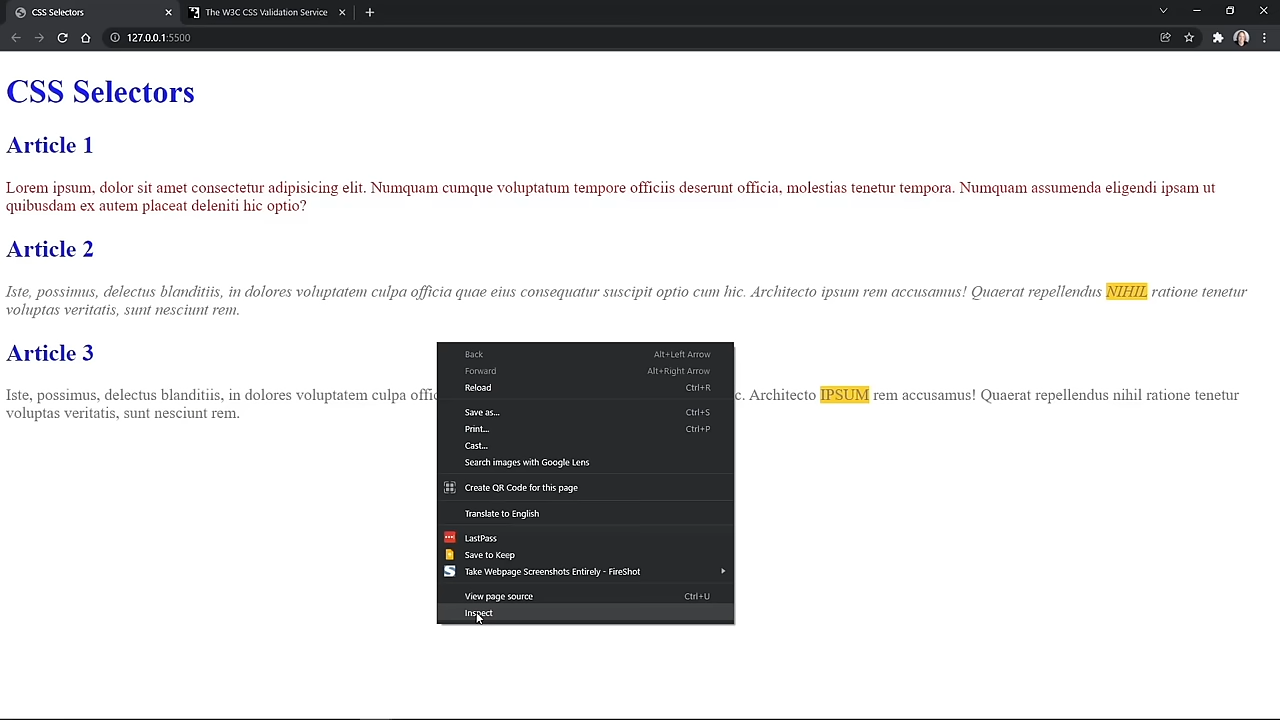 CSS Selectors
The W3C CSS Validation Service
127.0.0.1:5500
CSS Selectors
Article 1
Lorem ipsum, dolor sit amet consectetur adipisicing elit. Numquam cumque voluptatum tempore officiis deserunt officia, molestias tenetur tempora. Numquam assumenda eligendi ipsam ut
quibusdam ex autem placeat deleniti hic optio?
Article 2
Iste, possimus, delectus blanditiis, in dolores voluptatem culpa officia quae eius consequatur suscipit optio cum hic. Architecto ipsum rem accusamus! Quaerat repellendus NIHIL ratione tenetur
voluptas veritatis, sunt nesciunt rem.
Article 3
Iste, possimus, delectus blanditiis, in dolores voluptatem culpa offic c. Architecto IPSUM rem accusamus! Quaerat repellendus nihil ratione tenetur
voluptas veritatis, sunt nesciunt rem.
Back Alt+Left Arrow
Forward Alt+Right Arrow
Reload Ctrl+R
Save as... Ctrl+S
Print... Ctrl+P
Cast...
Search images with Google Lens
Create QR Code for this page
Translate to English
LastPass
Save to Keep
Take Webpage Screenshots Entirely - FireShot
View page source Ctrl+U
Inspect